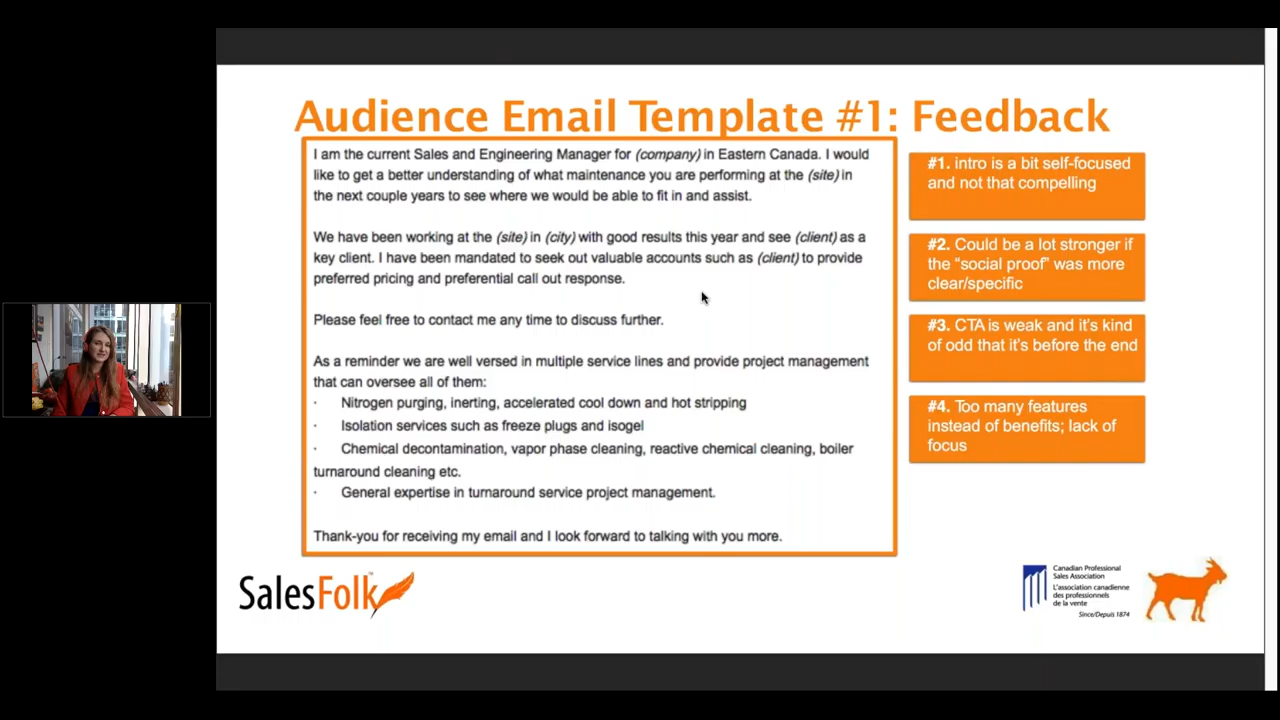 Audience Email Template #1: Feedback
I am the current Sales and Engineering Manager for (company) in Eastern Canada. I would
like to get a better understanding of what maintenance you are performing at the (site) in
the next couple years to see where we would be able to fit in and assist.
We have been working at the (site) in (city) with good results this year and see (client) as a
key client. I have been mandated to seek out valuable accounts such as (client) to provide
preferred pricing and preferential call out response.
Please feel free to contact me any time to discuss further.
As a reminder we are well versed in multiple service lines and provide project management
that can oversee all of them:
· Nitrogen purging, inerting, accelerated cool down and hot stripping
· Isolation services such as freeze plugs and isogel
· Chemical decontamination, vapor phase cleaning, reactive chemical cleaning, boiler
turnaround cleaning etc.
· General expertise in turnaround service project management.
Thank-you for receiving my email and I look forward to talking with you more.
#1. intro is a bit self-focused
and not that compelling
#2. Could be a lot stronger if
the “social proof” was more
clear/specific
#3. CTA is weak and it's kind
of odd that it's before the end
#4. Too many features
instead of benefits; lack of
focus
SalesFolk™
Canadian Professional
Sales Association
L'association canadienne
des professionnels
de la vente
Since/Depuis 1874